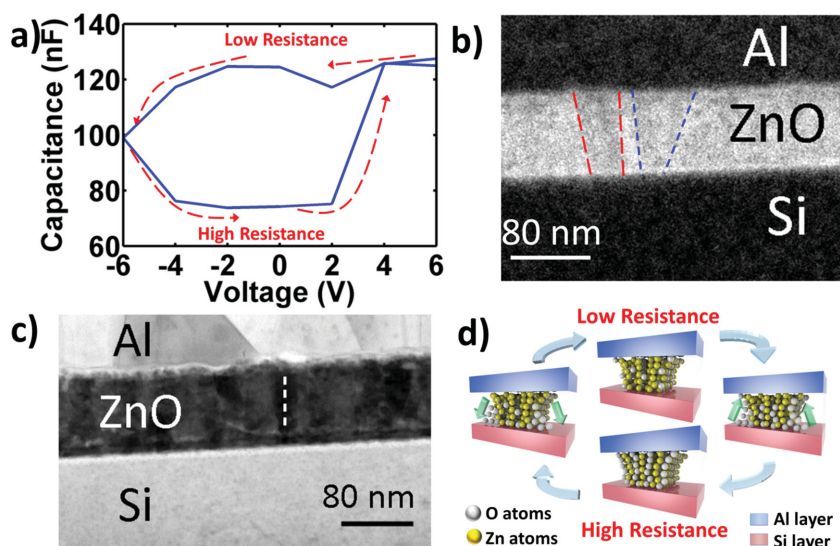 a)
Capacitance (nF)
140
120
100
80
60
Low Resistance
High Resistance
-6 -4 -2 0 2 4 6
Voltage (V)
b)
Al
ZnO
Si
80 nm
c)
Al
ZnO
Si
80 nm
d)
Low Resistance
High Resistance
O atoms
Zn atoms
Al layer
Si layer